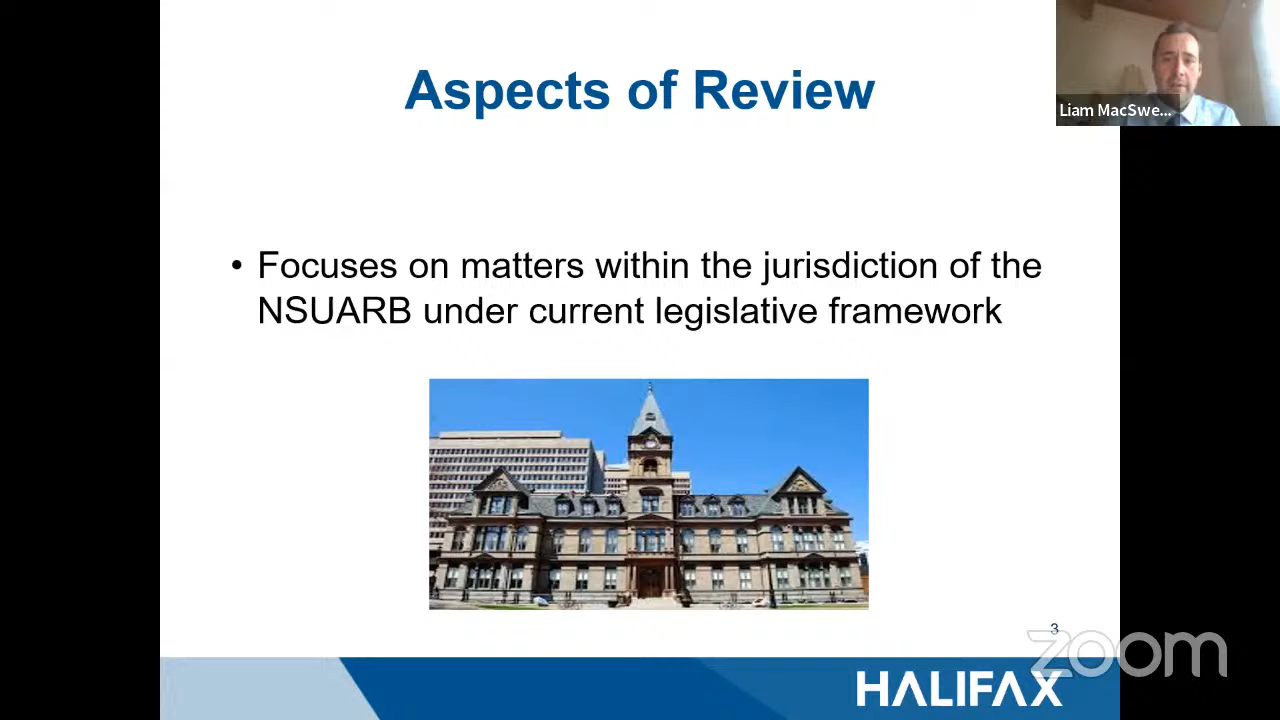 Aspects of Review
Liam MacSwe...
• Focuses on matters within the jurisdiction of the
NSUARB under current legislative framework
3
zoom
HALIFAX